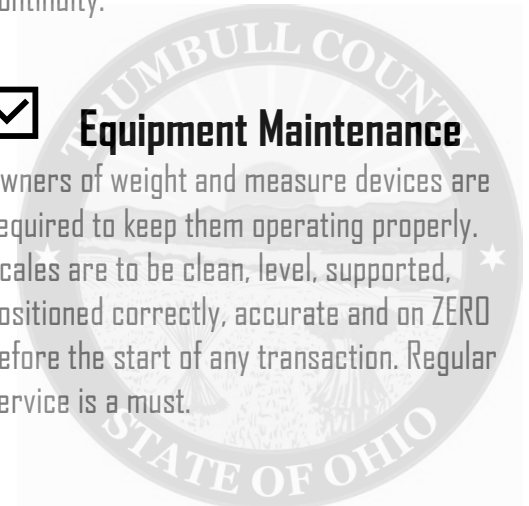 TRUMBULL COUNTY
Equipment Maintenance
wners of weight and measure devices are
equired to keep them operating properly.
cales are to be clean, level, supported,
ositioned correctly, accurate and on ZERO
efore the start of any transaction. Regular
ervice is a must.
STATE OF OHIO